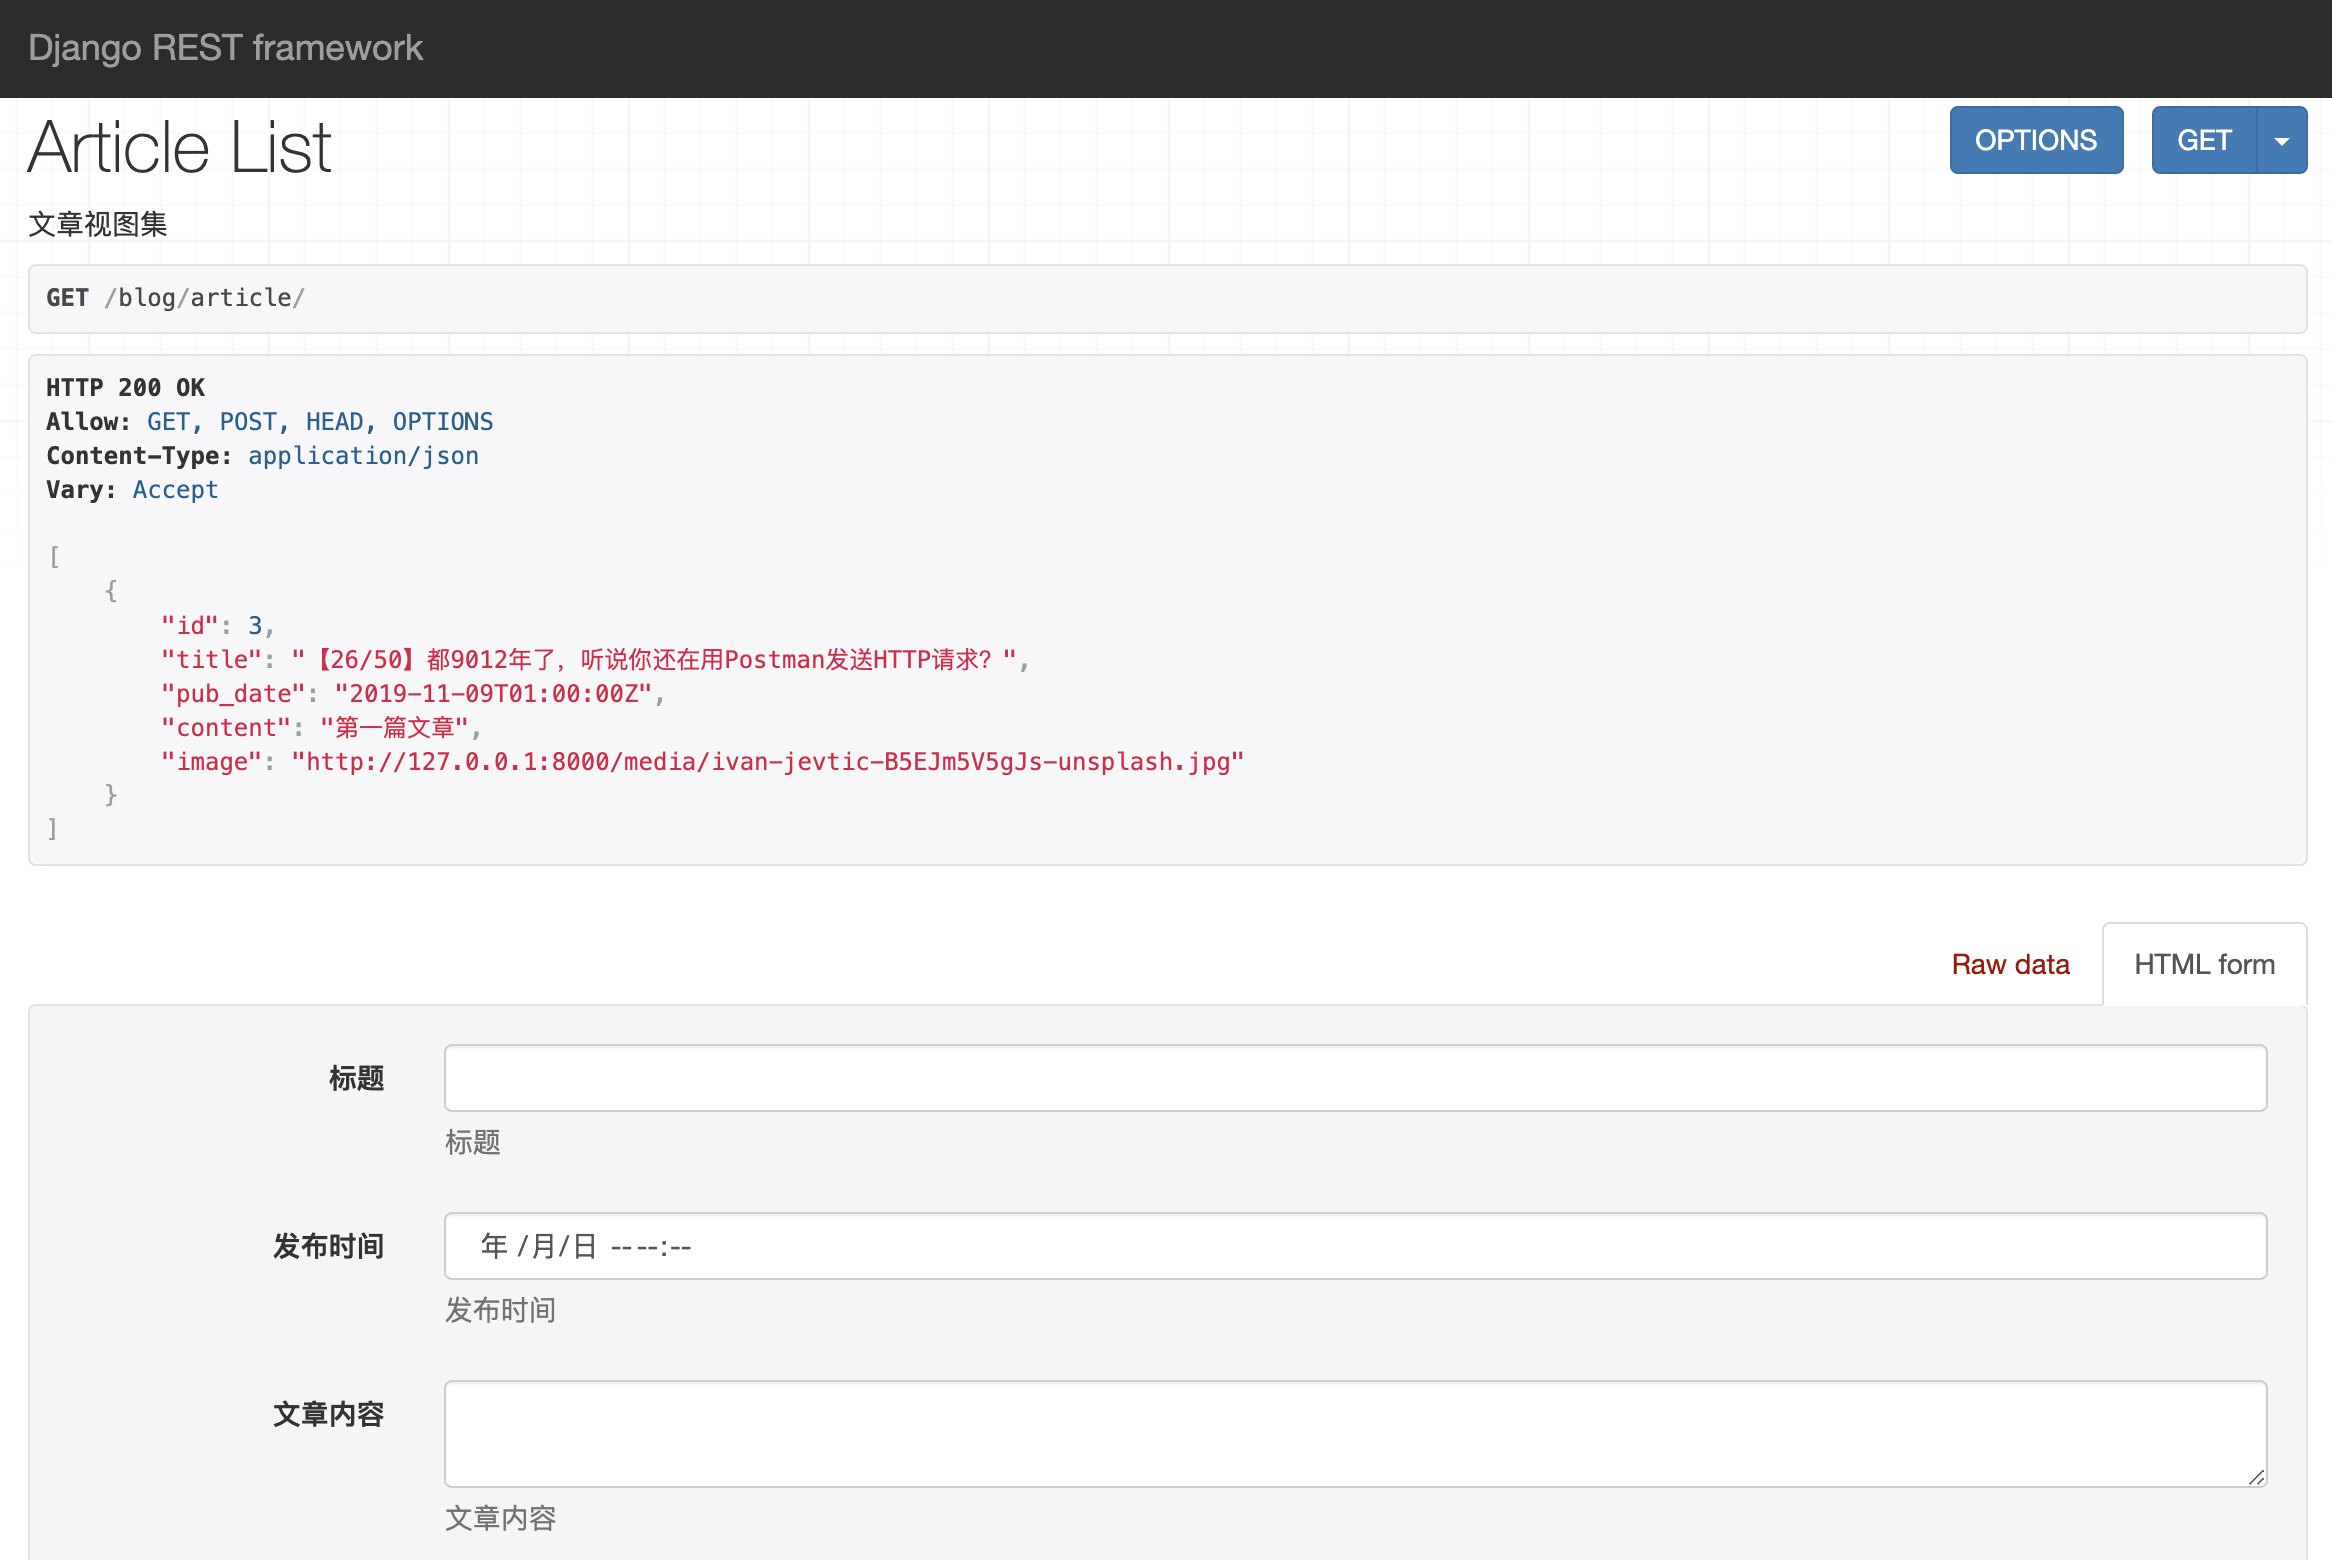 Django REST framework
Article List
OPTIONS
GET
文章视图集
GET /blog/article/
HTTP 200 OK
Allow: GET, POST, HEAD, OPTIONS
Content-Type: application/json
Vary: Accept
[
{
"id": 3,
"title": "【26/50】都9012年了，听说你还在用Postman发送HTTP请求？",
"pub_date": "2019-11-09T01:00:00Z",
"content": "第一篇文章",
"image": "http://127.0.0.1:8000/media/ivan-jevtic-B5EJm5V5gJs-unsplash.jpg"
}
]
Raw data
HTML form
标题
标题
发布时间
年 /月/日 -- --:--
发布时间
文章内容
文章内容